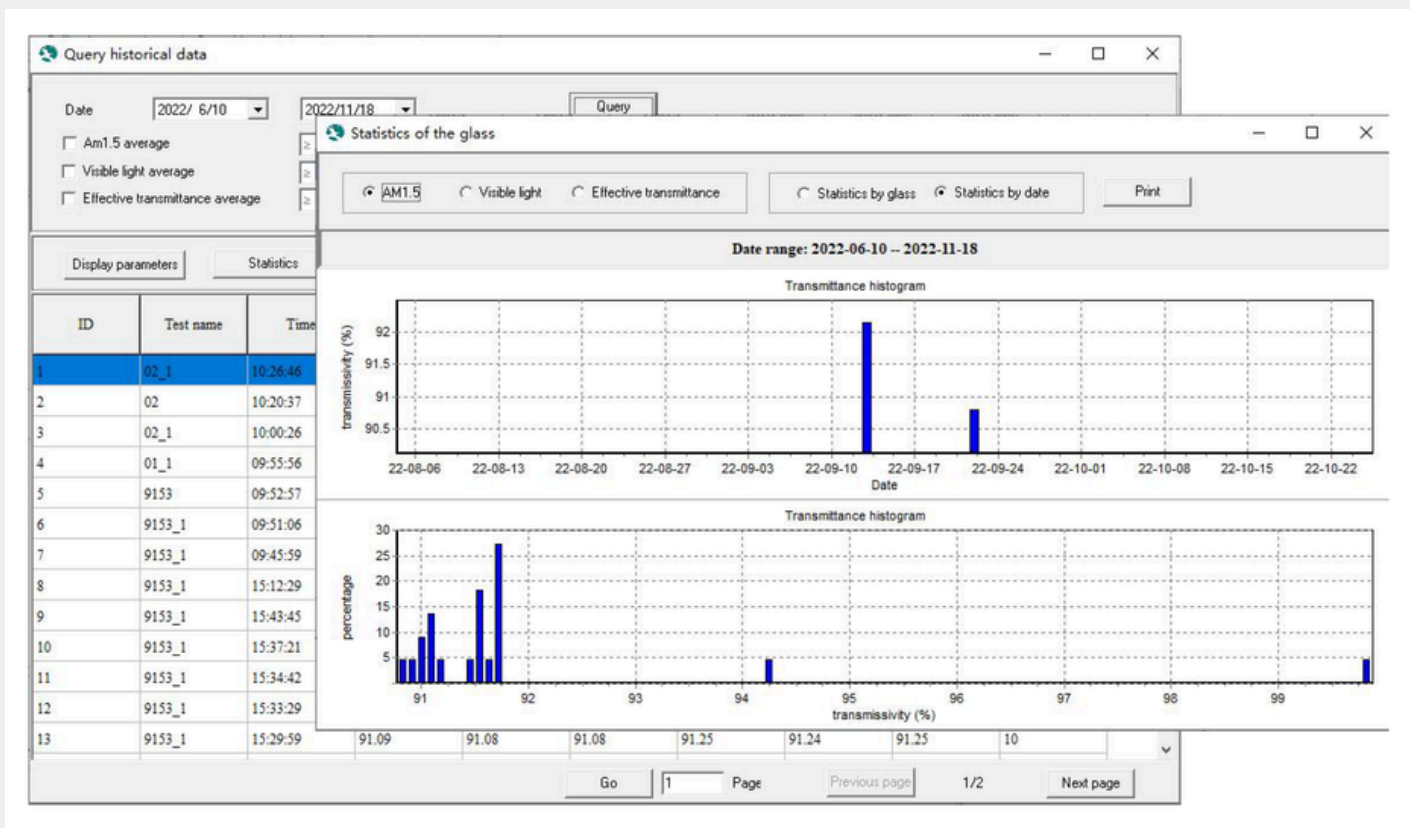 Query historical data
Date 2022/ 6/10 2022/11/18 Query
Am1.5 average ≥
Visible light average ≥
Effective transmittance average ≥
Display parameters Statistics
ID Test name Time
1 02_1 10:26:46
2 02 10:20:37
3 02_1 10:00:26
4 01_1 09:55:56
5 9153 09:52:57
6 9153_1 09:51:06
7 9153_1 09:45:59
8 9153_1 15:12:29
9 9153_1 15:43:45
10 9153_1 15:37:21
11 9153_1 15:34:42
12 9153_1 15:33:29
13 9153_1 15:29:59 91.09 91.08 91.08 91.25 91.24 91.25 10
Go 1 Page Previous page 1/2 Next page
Statistics of the glass
AM1.5 Visible light Effective transmittance Statistics by glass Statistics by date Print
Date range: 2022-06-10 -- 2022-11-18
Transmittance histogram
transmissivity (%)
92
91.5
91
90.5
22-08-06 22-08-13 22-08-20 22-08-27 22-09-03 22-09-10 22-09-17 22-09-24 22-10-01 22-10-08 22-10-15 22-10-22
Date
Transmittance histogram
percentage
30
25
20
15
10
5
91 92 93 94 95 96 97 98 99
transmissivity (%)